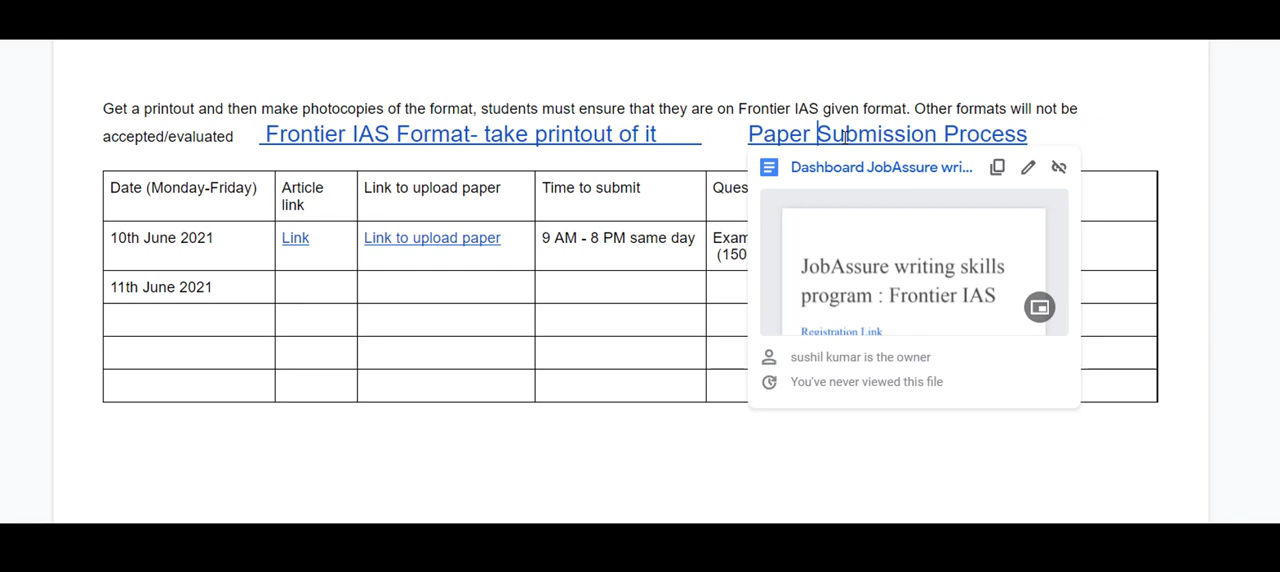 Get a printout and then make photocopies of the format, students must ensure that they are on Frontier IAS given format. Other formats will not be
accepted/evaluated Frontier IAS Format- take printout of it Paper Submission Process
Date (Monday-Friday)
Article
link
Link to upload paper
Time to submit
Ques
10th June 2021
Link
Link to upload paper
9 AM - 8 PM same day
Exam
(150
11th June 2021
Dashboard JobAssure wri...
JobAssure writing skills
program : Frontier IAS
Registration Link
sushil kumar is the owner
You've never viewed this file